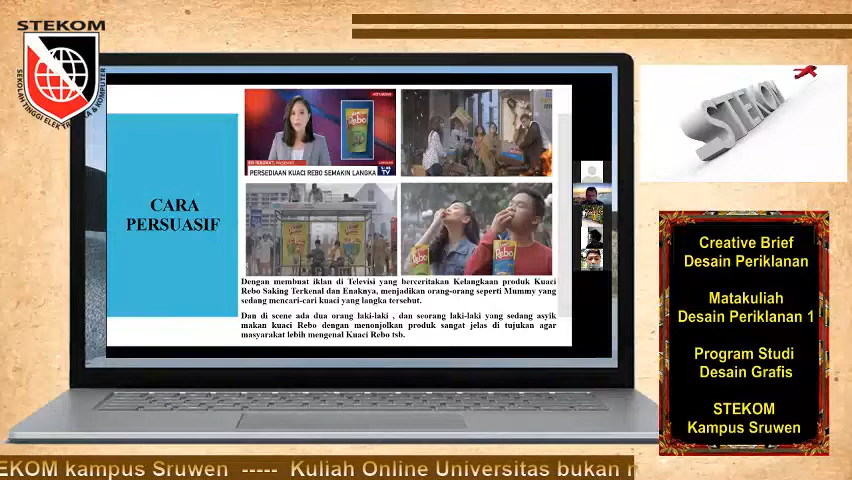 STEKOM
SEKOLAH TINGGI ELEKTRONIKA & KOMPUTER
STEKOM
CARA
PERSUASIF
Rebo
PERSEDIAAN KUACI REBO SEMAKIN LANGKA
TV
Rebo
Rebo
Dengan membuat iklan di Televisi yang berceritakan Kelangkaan produk Kuaci
Rebo Saking Terkenal dan Enaknya, menjadikan orang-orang seperti Mummy yang
sedang mencari-cari kuaci yang langka tersebut.
Dan di scene ada dua orang laki-laki , dan seorang laki-laki yang sedang asyik
makan kuaci Rebo dengan menonjolkan produk sangat jelas di tujukan agar
masyarakat lebih mengenal Kuaci Rebo tsb.
Creative Brief
Desain Periklanan
Matakuliah
Desain Periklanan 1
Program Studi
Desain Grafis
STEKOM
Kampus Sruwen
EKOM kampus Sruwen ----- Kuliah Online Universitas bukan